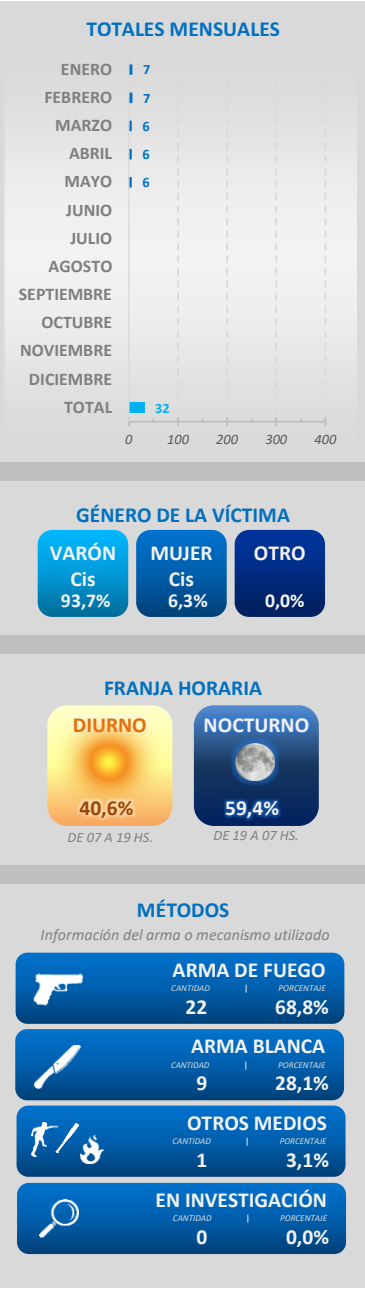 TOTALES MENSUALES
ENERO 7
FEBRERO 7
MARZO 6
ABRIL 6
MAYO 6
JUNIO
JULIO
AGOSTO
SEPTIEMBRE
OCTUBRE
NOVIEMBRE
DICIEMBRE
TOTAL 32
0 100 200 300 400
GÉNERO DE LA VÍCTIMA
VARÓN MUJER OTRO
Cis Cis
93,7% 6,3% 0,0%
FRANJA HORARIA
DIURNO NOCTURNO
40,6% 59,4%
DE 07 A 19 HS. DE 19 A 07 HS.
MÉTODOS
Información del arma o mecanismo utilizado
ARMA DE FUEGO
CANTIDAD | PORCENTAJE
22 68,8%
ARMA BLANCA
CANTIDAD | PORCENTAJE
9 28,1%
OTROS MEDIOS
CANTIDAD | PORCENTAJE
1 3,1%
EN INVESTIGACIÓN
CANTIDAD | PORCENTAJE
0 0,0%